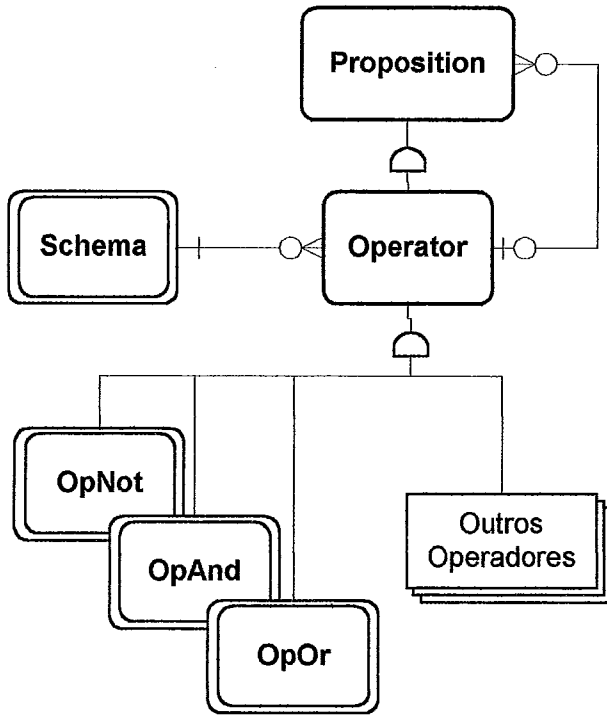 Proposition
Schema
Operator
OpNot
OpAnd
OpOr
Outros
Operadores